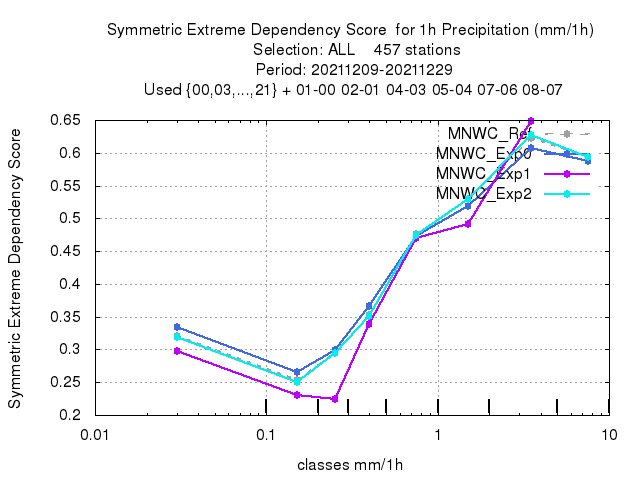 Symmetric Extreme Dependency Score  for 1h Precipitation (mm/1h)
Selection: ALL    457 stations
Period: 20211209-20211229
Used {00,03,...,21} + 01-00 02-01 04-03 05-04 07-06 08-07
Symmetric Extreme Dependency Score
0.65
0.6
0.55
0.5
0.45
0.4
0.35
0.3
0.25
0.2
MNWC_Ref
MNWC_Exp0
MNWC_Exp1
MNWC_Exp2
0.01
0.1
1
10
classes mm/1h